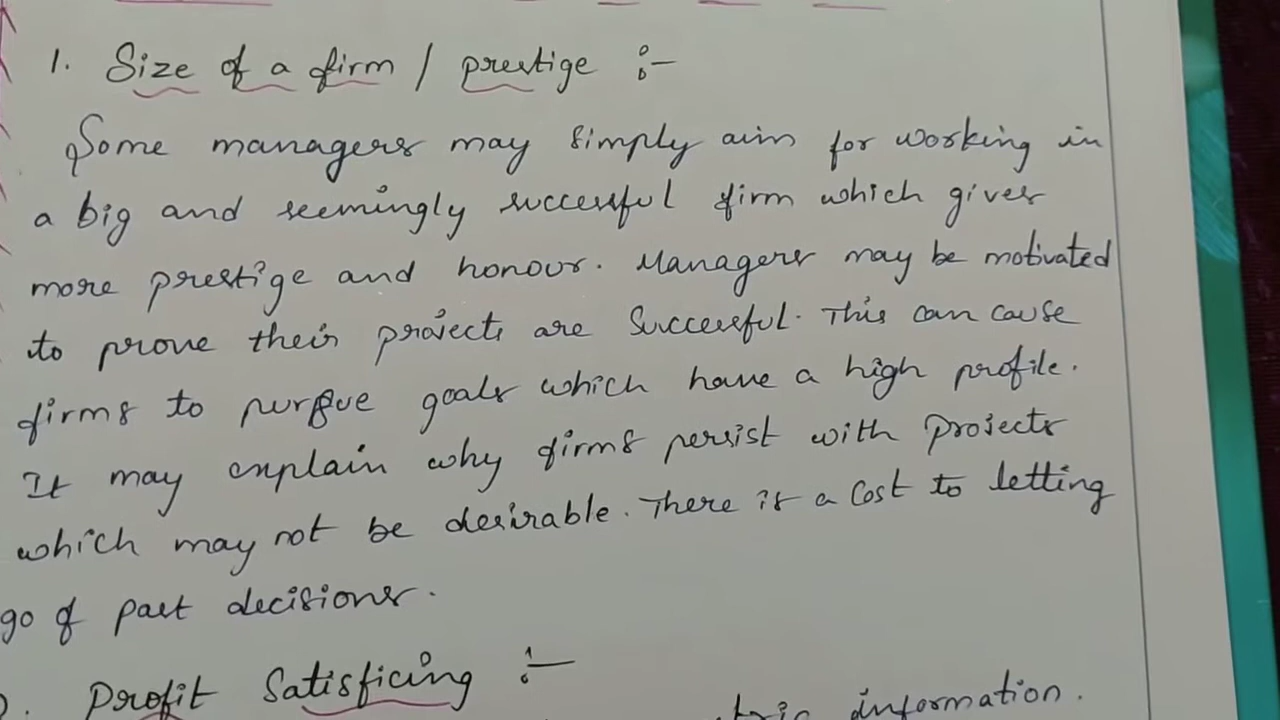 1. Size of a firm / prestige :-
Some managers may simply aim for working in
a big and seemingly successful firm which gives
more prestige and honour. Managers may be motivated
to prove their projects are successful. This can cause
firms to pursue goals which have a high profile.
It may explain why firms persist with projects
which may not be desirable. There is a cost to letting
go of past decisions.
Profit Satisficing :-
information.